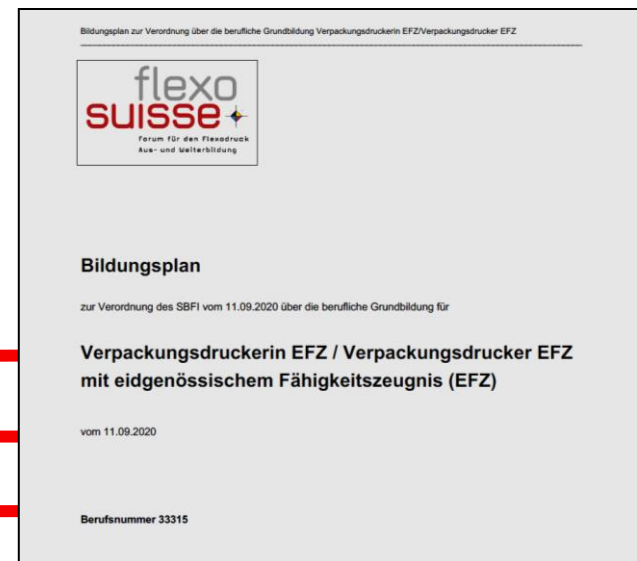 Bildungsplan zur Verordnung über die berufliche Grundbildung Verpackungsdruckerin EFZ/Verpackungsdrucker EFZ
flexo
suisse
Forum für den Flexodruck
Aus- und Weiterbildung
Bildungsplan
zur Verordnung des SBFI vom 11.09.2020 über die berufliche Grundbildung für
Verpackungsdruckerin EFZ / Verpackungsdrucker EFZ
mit eidgenössischem Fähigkeitszeugnis (EFZ)
vom 11.09.2020
Berufsnummer 33315